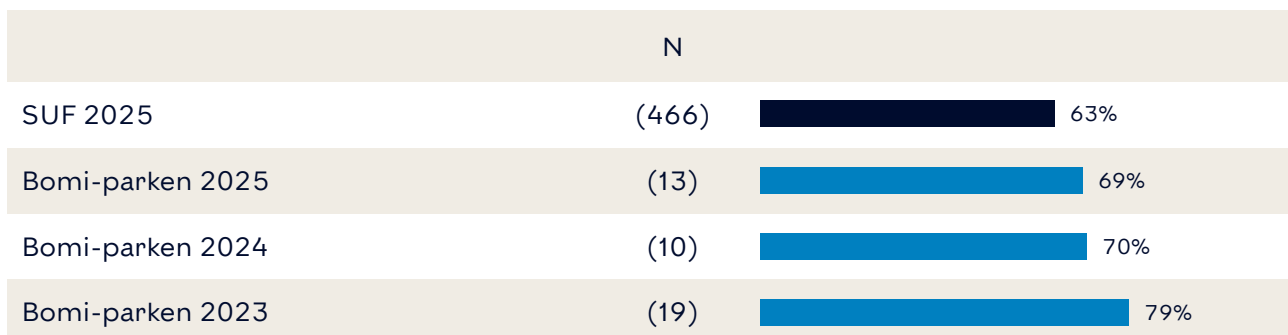 N
SUF 2025 (466) 63%
Bomi-parken 2025 (13) 69%
Bomi-parken 2024 (10) 70%
Bomi-parken 2023 (19) 79%